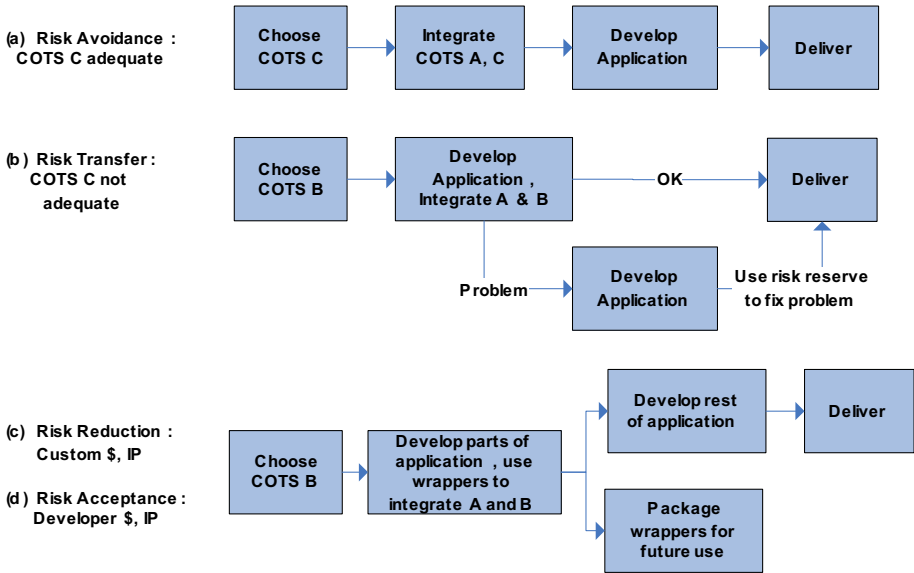 (a) Risk Avoidance :
COTS C adequate
Choose
COTS C
Integrate
COTS A, C
Develop
Application
Deliver
(b) Risk Transfer :
COTS C not
adequate
Choose
COTS B
Develop
Application ,
Integrate A & B
OK
Deliver
Problem
Develop
Application
Use risk reserve
to fix problem
(c) Risk Reduction :
Custom $, IP
(d) Risk Acceptance :
Developer $, IP
Choose
COTS B
Develop parts of
application , use
wrappers to
integrate A and B
Develop rest
of application
Deliver
Package
wrappers for
future use